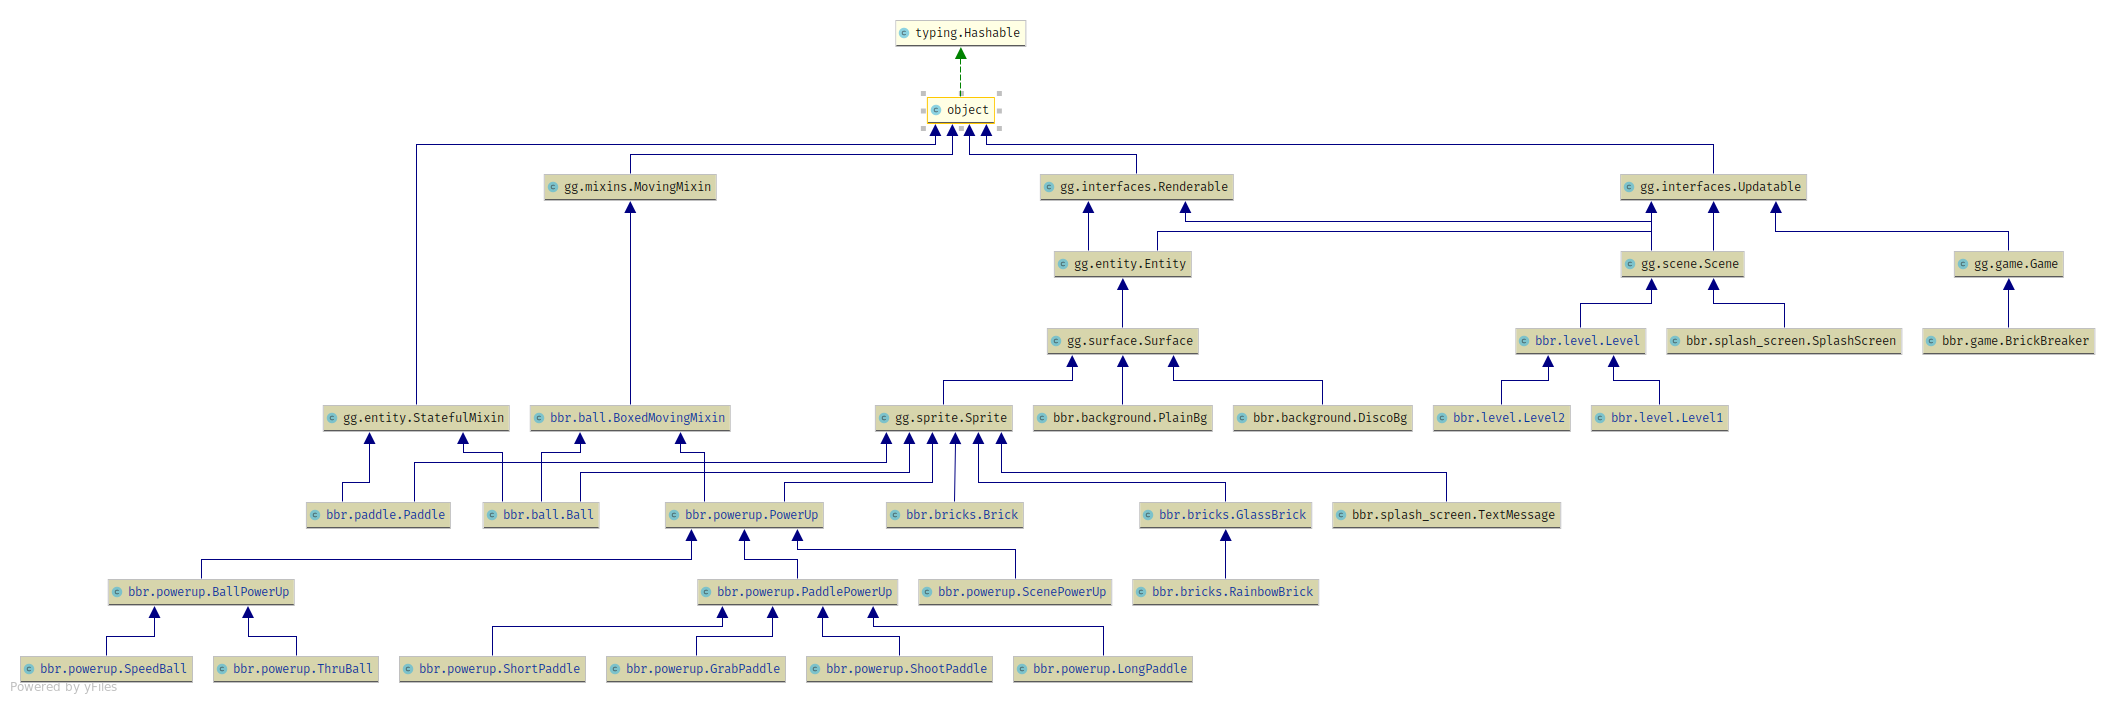 typing.Hashable
object
gg.mixins.MovingMixin
gg.interfaces.Renderable
gg.interfaces.Updatable
gg.entity.Entity
gg.scene.Scene
gg.game.Game
gg.surface.Surface
bbr.level.Level
bbr.splash_screen.SplashScreen
bbr.game.BrickBreaker
gg.entity.StatefulMixin
bbr.ball.BoxedMovingMixin
gg.sprite.Sprite
bbr.background.PlainBg
bbr.background.DiscoBg
bbr.level.Level2
bbr.level.Level1
bbr.paddle.Paddle
bbr.ball.Ball
bbr.powerup.PowerUp
bbr.bricks.Brick
bbr.bricks.GlassBrick
bbr.splash_screen.TextMessage
bbr.powerup.BallPowerUp
bbr.powerup.PaddlePowerUp
bbr.powerup.ScenePowerUp
bbr.bricks.RainbowBrick
bbr.powerup.SpeedBall
bbr.powerup.ThruBall
bbr.powerup.ShortPaddle
bbr.powerup.GrabPaddle
bbr.powerup.ShootPaddle
bbr.powerup.LongPaddle
Powered by yFiles